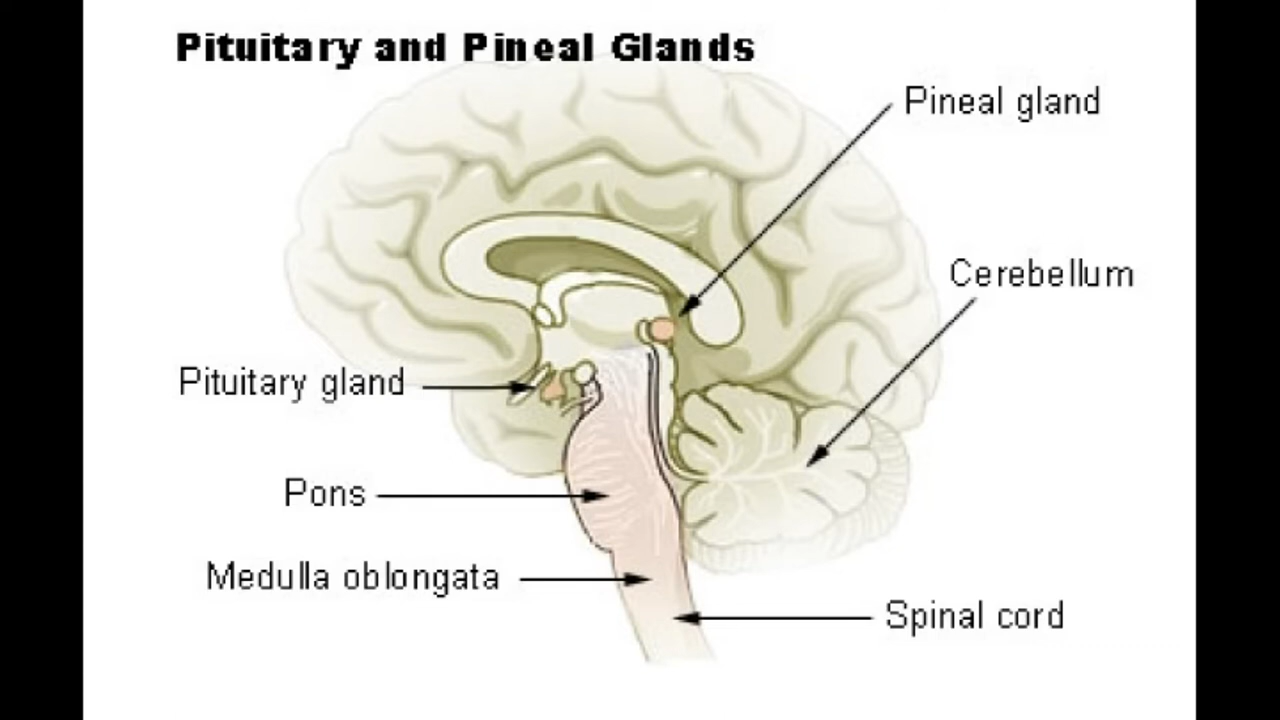 Pituitary and Pineal Glands
Pineal gland
Cerebellum
Pituitary gland
Pons
Medulla oblongata
Spinal cord